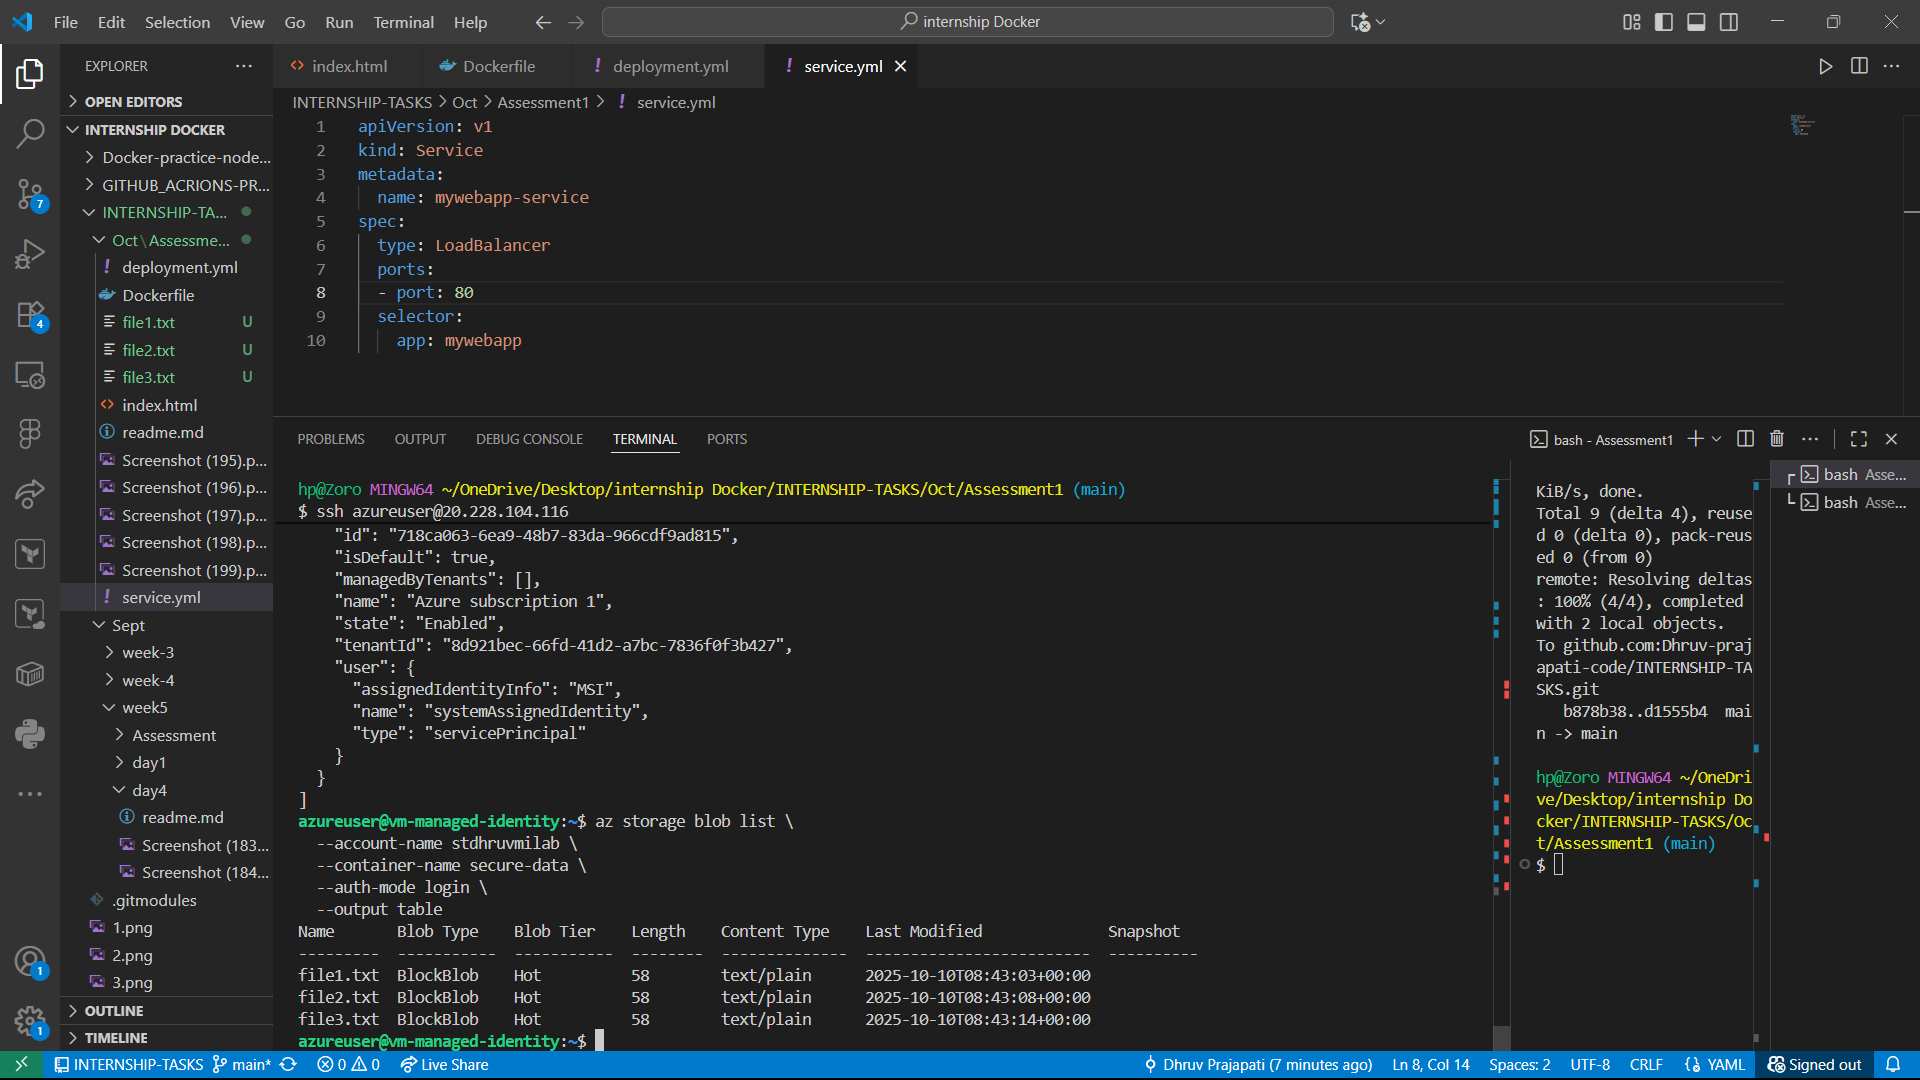 File Edit Selection View Go Run Terminal Help
internship Docker
EXPLORER
OPEN EDITORS
INTERNSHIP DOCKER
Docker-practice-node...
GITHUB_ACRIONS-PR...
INTERNSHIP-TA...
Oct\Assessme...
deployment.yml
Dockerfile
file1.txt U
file2.txt U
file3.txt U
index.html
readme.md
Screenshot (195).p...
Screenshot (196).p...
Screenshot (197).p...
Screenshot (198).p...
Screenshot (199).p...
service.yml
Sept
week-3
week-4
week5
Assessment
day1
day4
readme.md
Screenshot (183...
Screenshot (184...
.gitmodules
1.png
2.png
3.png
OUTLINE
TIMELINE
7
4
1
1
index.html Dockerfile deployment.yml service.yml
INTERNSHIP-TASKS > Oct > Assessment1 > service.yml
1 apiVersion: v1
2 kind: Service
3 metadata:
4 name: mywebapp-service
5 spec:
6 type: LoadBalancer
7 ports:
8 - port: 80
9 selector:
10 app: mywebapp
PROBLEMS OUTPUT DEBUG CONSOLE TERMINAL PORTS
bash - Assessment1
hp@Zoro MINGW64 ~/OneDrive/Desktop/internship Docker/INTERNSHIP-TASKS/Oct/Assessment1 (main)
$ ssh azureuser@20.228.104.116
"id": "718ca063-6ea9-48b7-83da-966cdf9ad815",
"isDefault": true,
"managedByTenants": [],
"name": "Azure subscription 1",
"state": "Enabled",
"tenantId": "8d921bec-66fd-41d2-a7bc-7836f0f3b427",
"user": {
"assignedIdentityInfo": "MSI",
"name": "systemAssignedIdentity",
"type": "servicePrincipal"
}
}
]
azureuser@vm-managed-identity:~$ az storage blob list \
--account-name stdhruvmilab \
--container-name secure-data \
--auth-mode login \
--output table
Name Blob Type Blob Tier Length Content Type Last Modified Snapshot
--------- ----------- ----------- -------- -------------- ------------------------- ----------
file1.txt BlockBlob Hot 58 text/plain 2025-10-10T08:43:03+00:00
file2.txt BlockBlob Hot 58 text/plain 2025-10-10T08:43:08+00:00
file3.txt BlockBlob Hot 58 text/plain 2025-10-10T08:43:14+00:00
azureuser@vm-managed-identity:~$
KiB/s, done.
Total 9 (delta 4), reuse
d 0 (delta 0), pack-reus
ed 0 (from 0)
remote: Resolving deltas
: 100% (4/4), completed
with 2 local objects.
To github.com:Dhruv-praj
apati-code/INTERNSHIP-TA
SKS.git
b878b38..d1555b4 mai
n -> main
hp@Zoro MINGW64 ~/OneDri
ve/Desktop/internship Do
cker/INTERNSHIP-TASKS/Oc
t/Assessment1 (main)
$
bash Asse...
bash Asse...
INTERNSHIP-TASKS main* 0 0 Live Share Dhruv Prajapati (7 minutes ago) Ln 8, Col 14 Spaces: 2 UTF-8 CRLF {} YAML Signed out